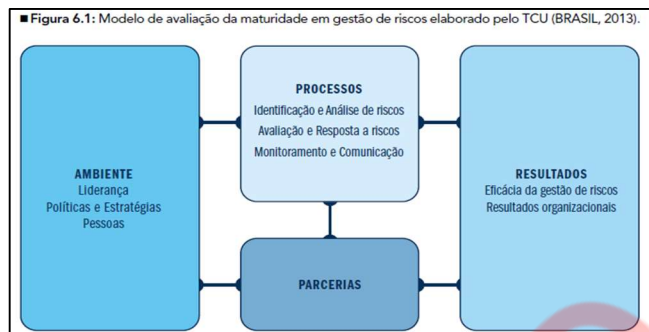 ■ Figura 6.1: Modelo de avaliação da maturidade em gestão de riscos elaborado pelo TCU (BRASIL, 2013).
AMBIENTE
Liderança
Políticas e Estratégias
Pessoas
PROCESSOS
Identificação e Análise de riscos
Avaliação e Resposta a riscos
Monitoramento e Comunicação
PARCERIAS
RESULTADOS
Eficácia da gestão de riscos
Resultados organizacionais